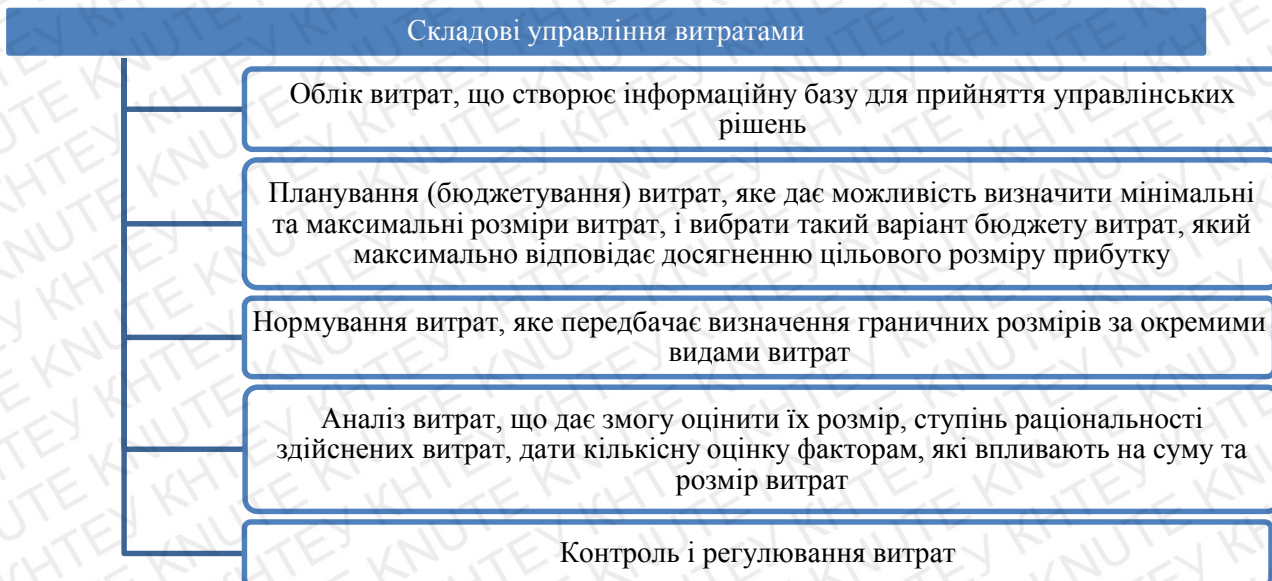 Складові управління витратами
Облік витрат, що створює інформаційну базу для прийняття управлінських
рішень
Планування (бюджетування) витрат, яке дає можливість визначити мінімальні
та максимальні розміри витрат, і вибрати такий варіант бюджету витрат, який
максимально відповідає досягненню цільового розміру прибутку
Нормування витрат, яке передбачає визначення граничних розмірів за окремими
видами витрат
Аналіз витрат, що дає змогу оцінити їх розмір, ступінь раціональності
здійснених витрат, дати кількісну оцінку факторам, які впливають на суму та
розмір витрат
Контроль і регулювання витрат